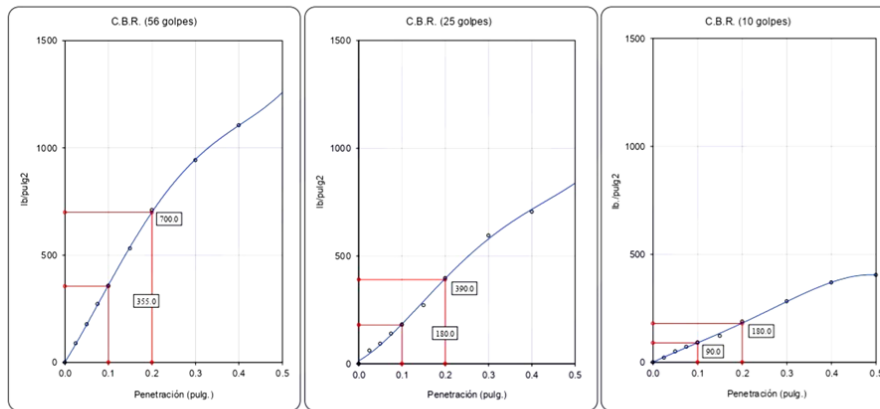 C.B.R. (56 golpes)
1500
1000
500
0
lb/pulg2
700.0
355.0
0.0 0.1 0.2 0.3 0.4 0.5
Penetración (pulg.)
C.B.R. (25 golpes)
1500
1000
500
0
lb/pulg2
390.0
180.0
0.0 0.1 0.2 0.3 0.4 0.5
Penetración (pulg.)
C.B.R. (10 golpes)
1500
1000
500
0
lb./pulg2
180.0
90.0
0.0 0.1 0.2 0.3 0.4 0.5
Penetración (pulg.)